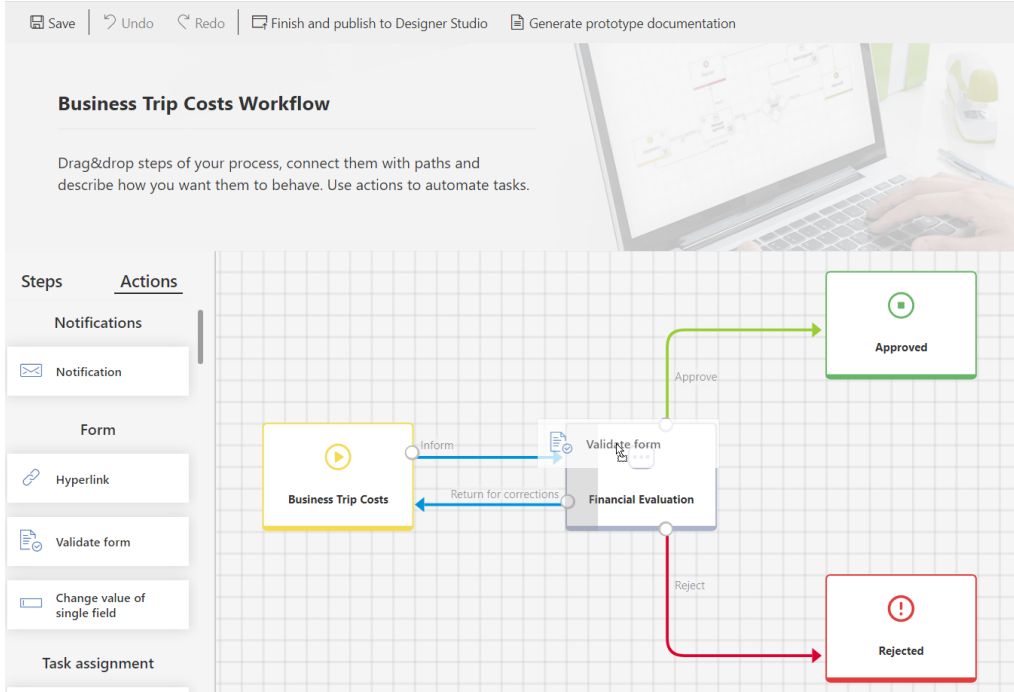 Save
Undo
Redo
Finish and publish to Designer Studio
Generate prototype documentation
Business Trip Costs Workflow
Drag&drop steps of your process, connect them with paths and
describe how you want them to behave. Use actions to automate tasks.
Steps
Actions
Notifications
Notification
Form
Hyperlink
Validate form
Change value of
single field
Task assignment
Approved
Approve
Inform
Validate form
Business Trip Costs
Return for corrections
Financial Evaluation
Reject
Rejected